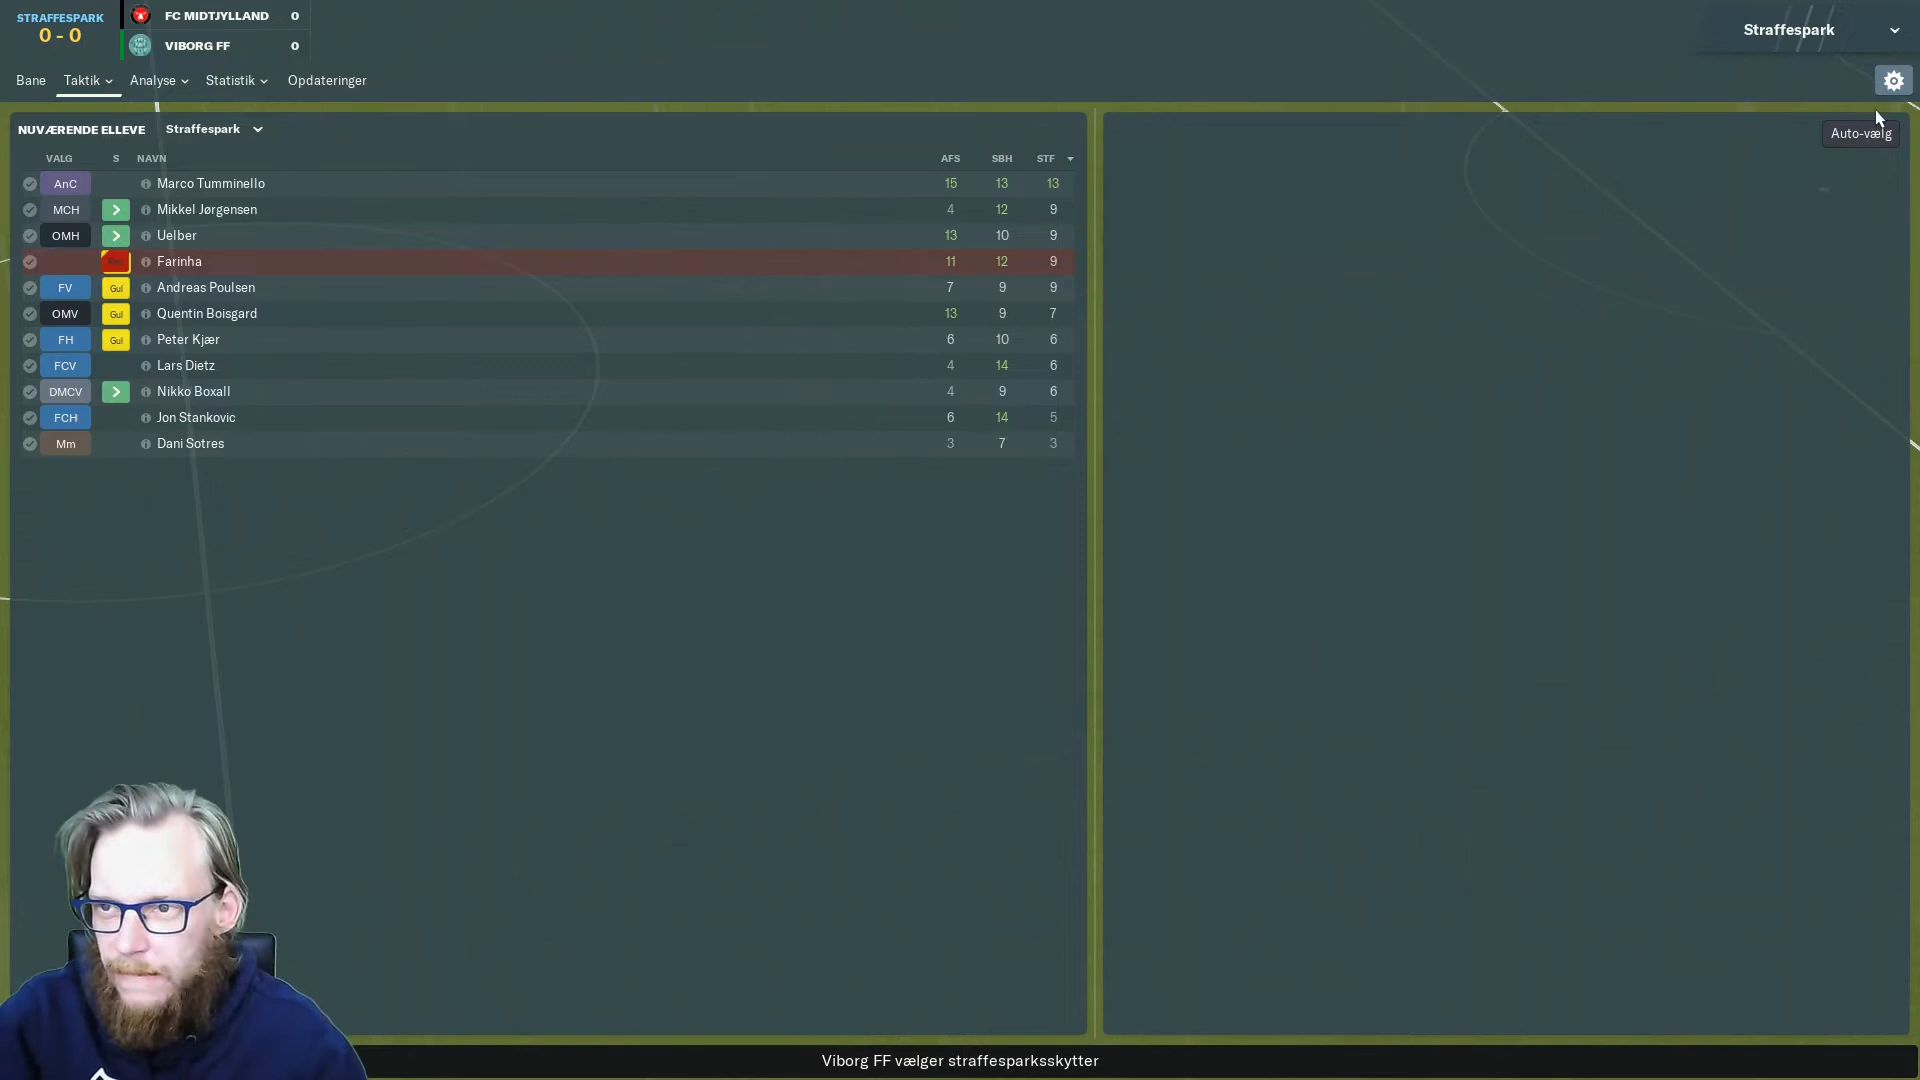 STRAFFESPARK
0 - 0
FC MIDTJYLLAND 0
VIBORG FF 0
Straffespark
Bane Taktik Analyse Statistik Opdateringer
Auto-vælg
NUVÆRENDE ELLEVE Straffespark
VALG S NAVN AFS SBH STF
AnC Marco Tumminello 15 13 13
MCH Mikkel Jørgensen 4 12 9
OMH Uelber 13 10 9
Farinha 11 12 9
FV Gul Andreas Poulsen 7 9 9
OMV Gul Quentin Boisgard 13 9 7
FH Gul Peter Kjær 6 10 6
FCV Lars Dietz 4 14 6
DMCV Nikko Boxall 4 9 6
FCH Jon Stankovic 6 14 5
Mm Dani Sotres 3 7 3
Viborg FF vælger straffesparksskytter